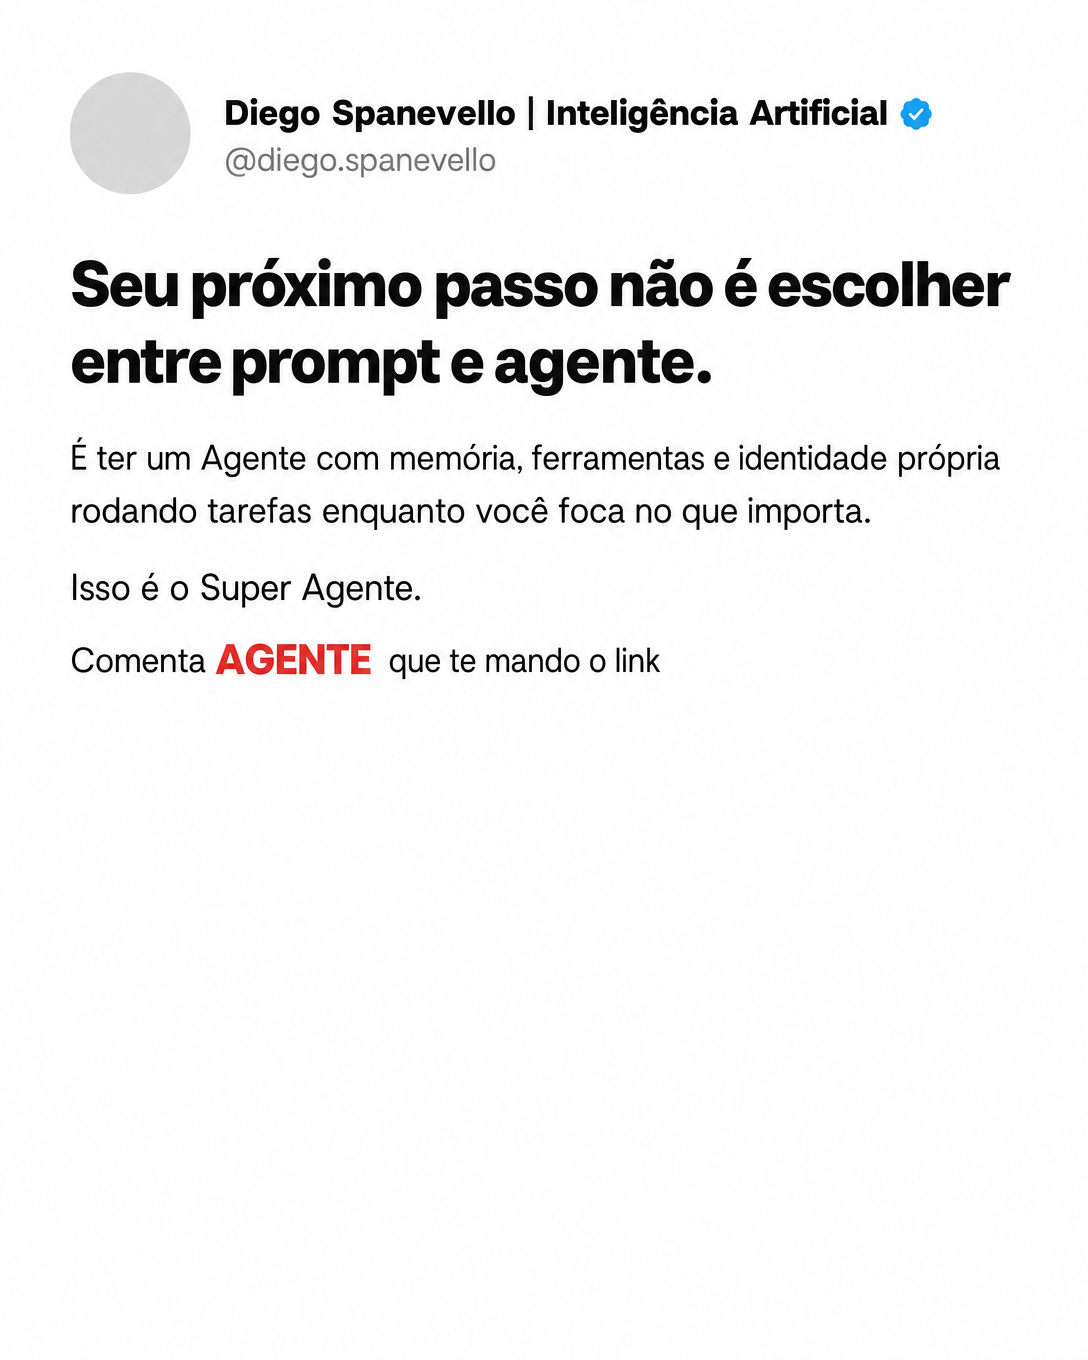 Diego Spanevello | Inteligência Artificial
@diego.spanevello
Seu próximo passo não é escolher
entre prompt e agente.
É ter um Agente com memória, ferramentas e identidade própria
rodando tarefas enquanto você foca no que importa.
Isso é o Super Agente.
Comenta AGENTE que te mando o link